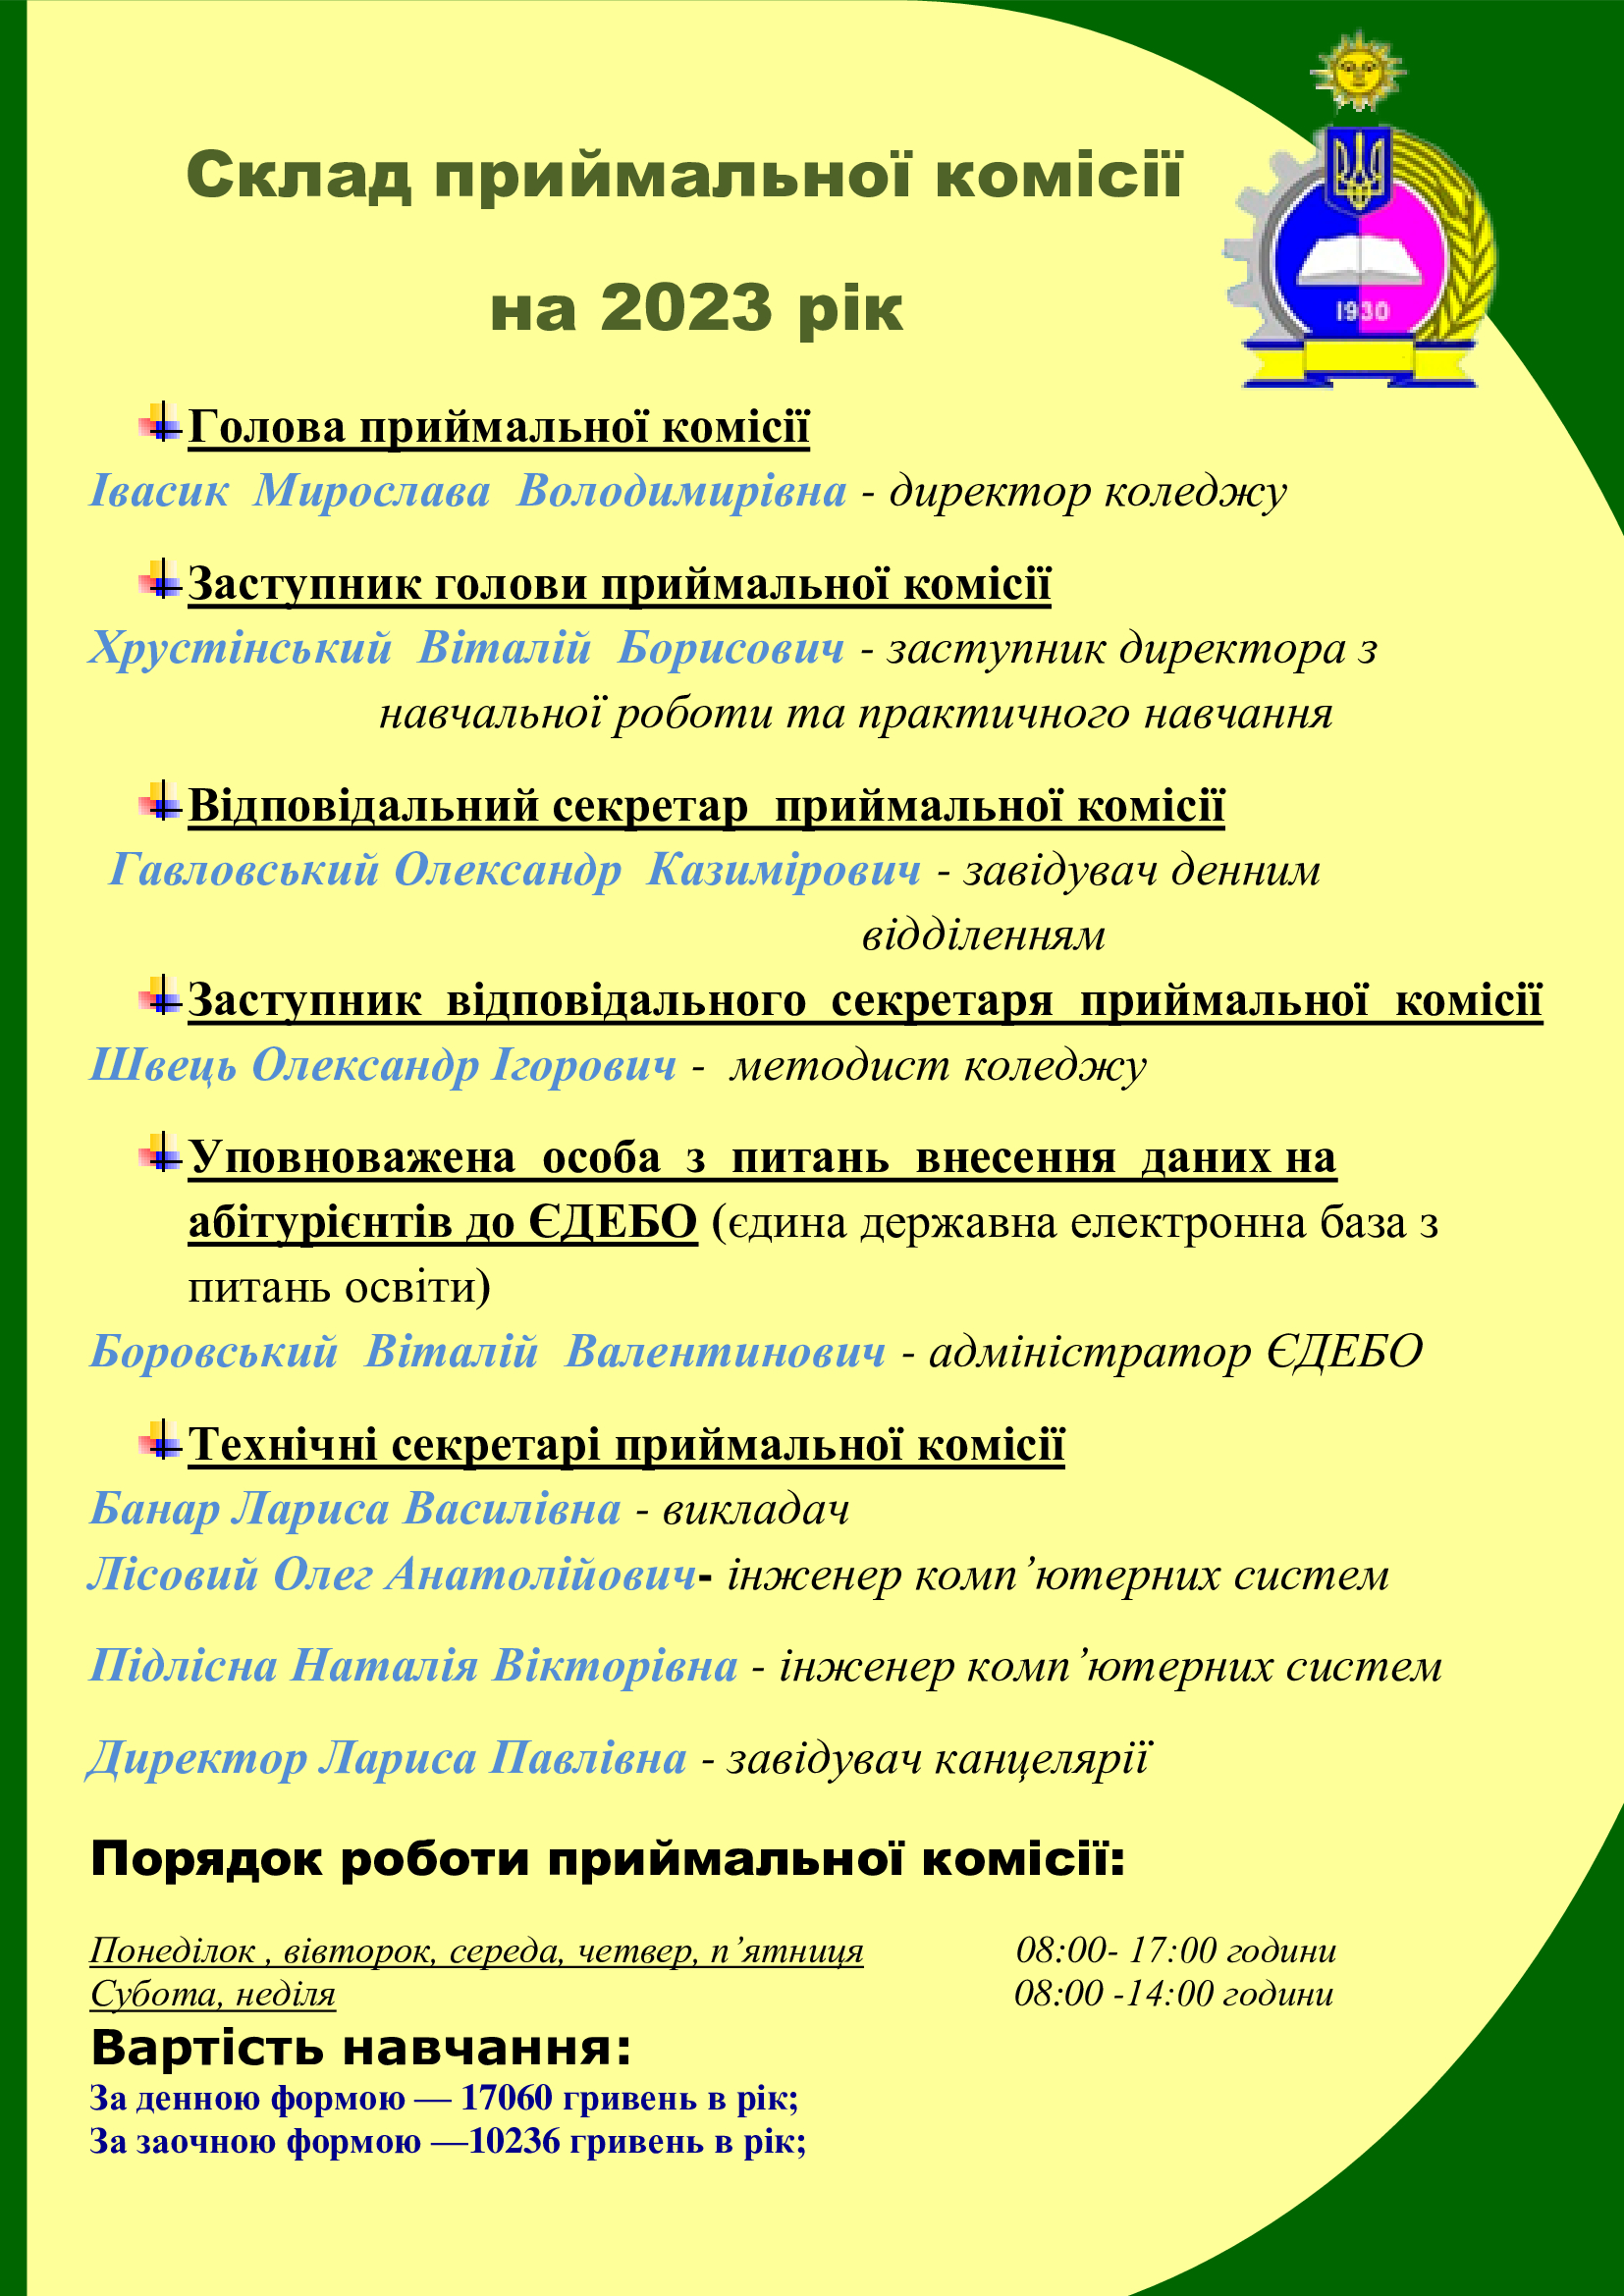 Склад приймальної комісії
на 2023 рік
1930
Голова приймальної комісії
Івасик Мирослава Володимирівна - директор коледжу
Заступник голови приймальної комісії
Хрустінський Віталій Борисович - заступник директора з
навчальної роботи та практичного навчання
Відповідальний секретар приймальної комісії
Гавловський Олександр Казимірович - завідувач денним
відділенням
Заступник відповідального секретаря приймальної комісії
Швець Олександр Ігорович - методист коледжу
Уповноважена особа з питань внесення даних на
абітурієнтів до ЄДЕБО (єдина державна електронна база з
питань освіти)
Боровський Віталій Валентинович - адміністратор ЄДЕБО
Технічні секретарі приймальної комісії
Банар Лариса Василівна - викладач
Лісовий Олег Анатолійович- інженер комп’ютерних систем
Підлісна Наталія Вікторівна - інженер комп’ютерних систем
Директор Лариса Павлівна - завідувач канцелярії
Порядок роботи приймальної комісії:
Понеділок , вівторок, середа, четвер, п’ятниця 08:00- 17:00 години
Субота, неділя 08:00 -14:00 години
Вартість навчання:
За денною формою — 17060 гривень в рік;
За заочною формою —10236 гривень в рік;